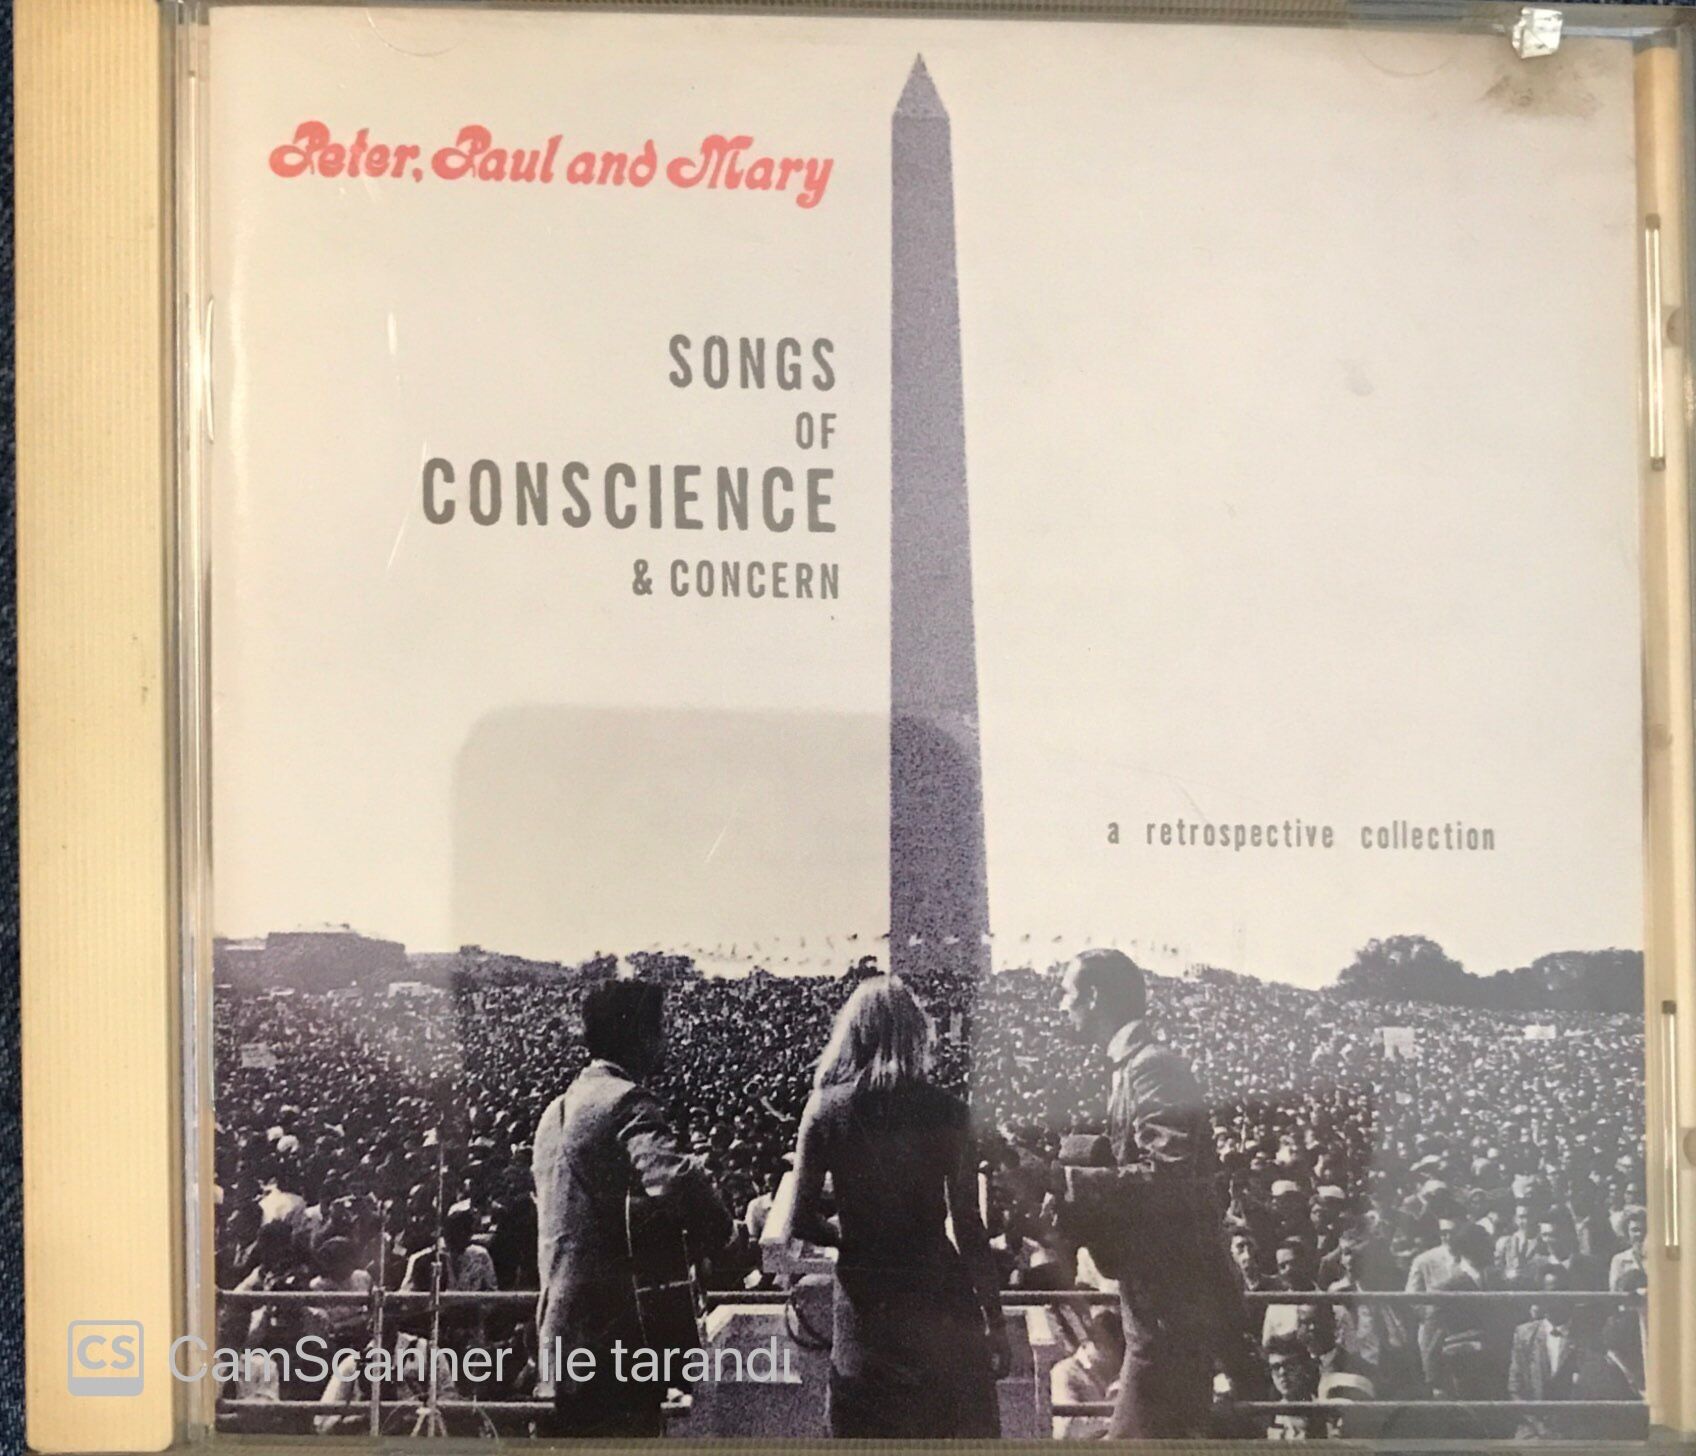 Peter, Paul and Mary
SONGS
OF
CONSCIENCE
& CONCERN
a retrospective collection
CS CamScanner ile tarandı